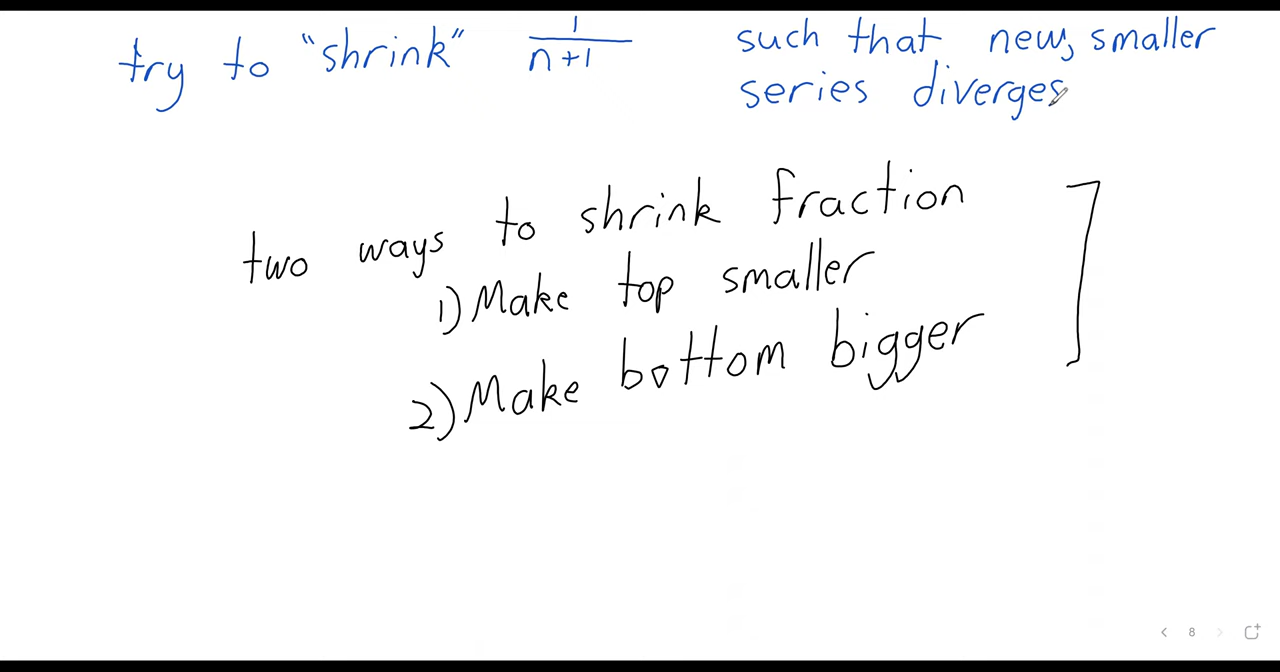 try to "shrink" 1/(n+1) such that new, smaller
series diverges
two ways to shrink fraction
1) Make top smaller
2) Make bottom bigger
8